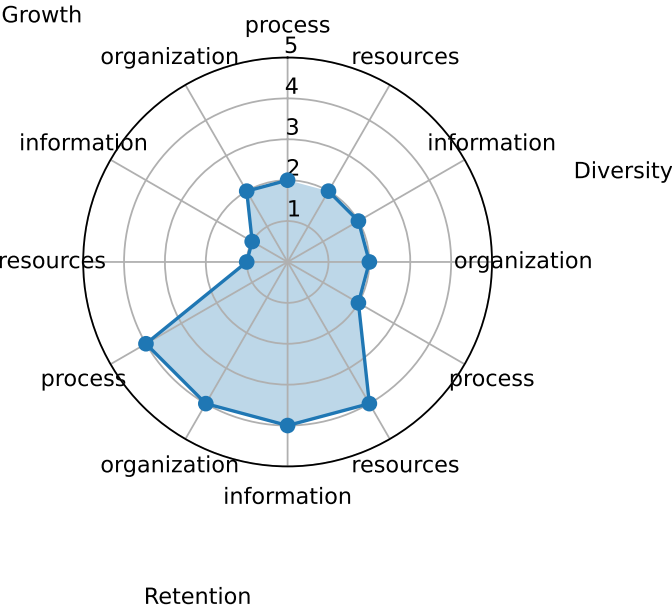 Growth
process
5
organization
resources
4
3
information
information
2
Diversity
1
resources
organization
process
process
organization
resources
information
Retention